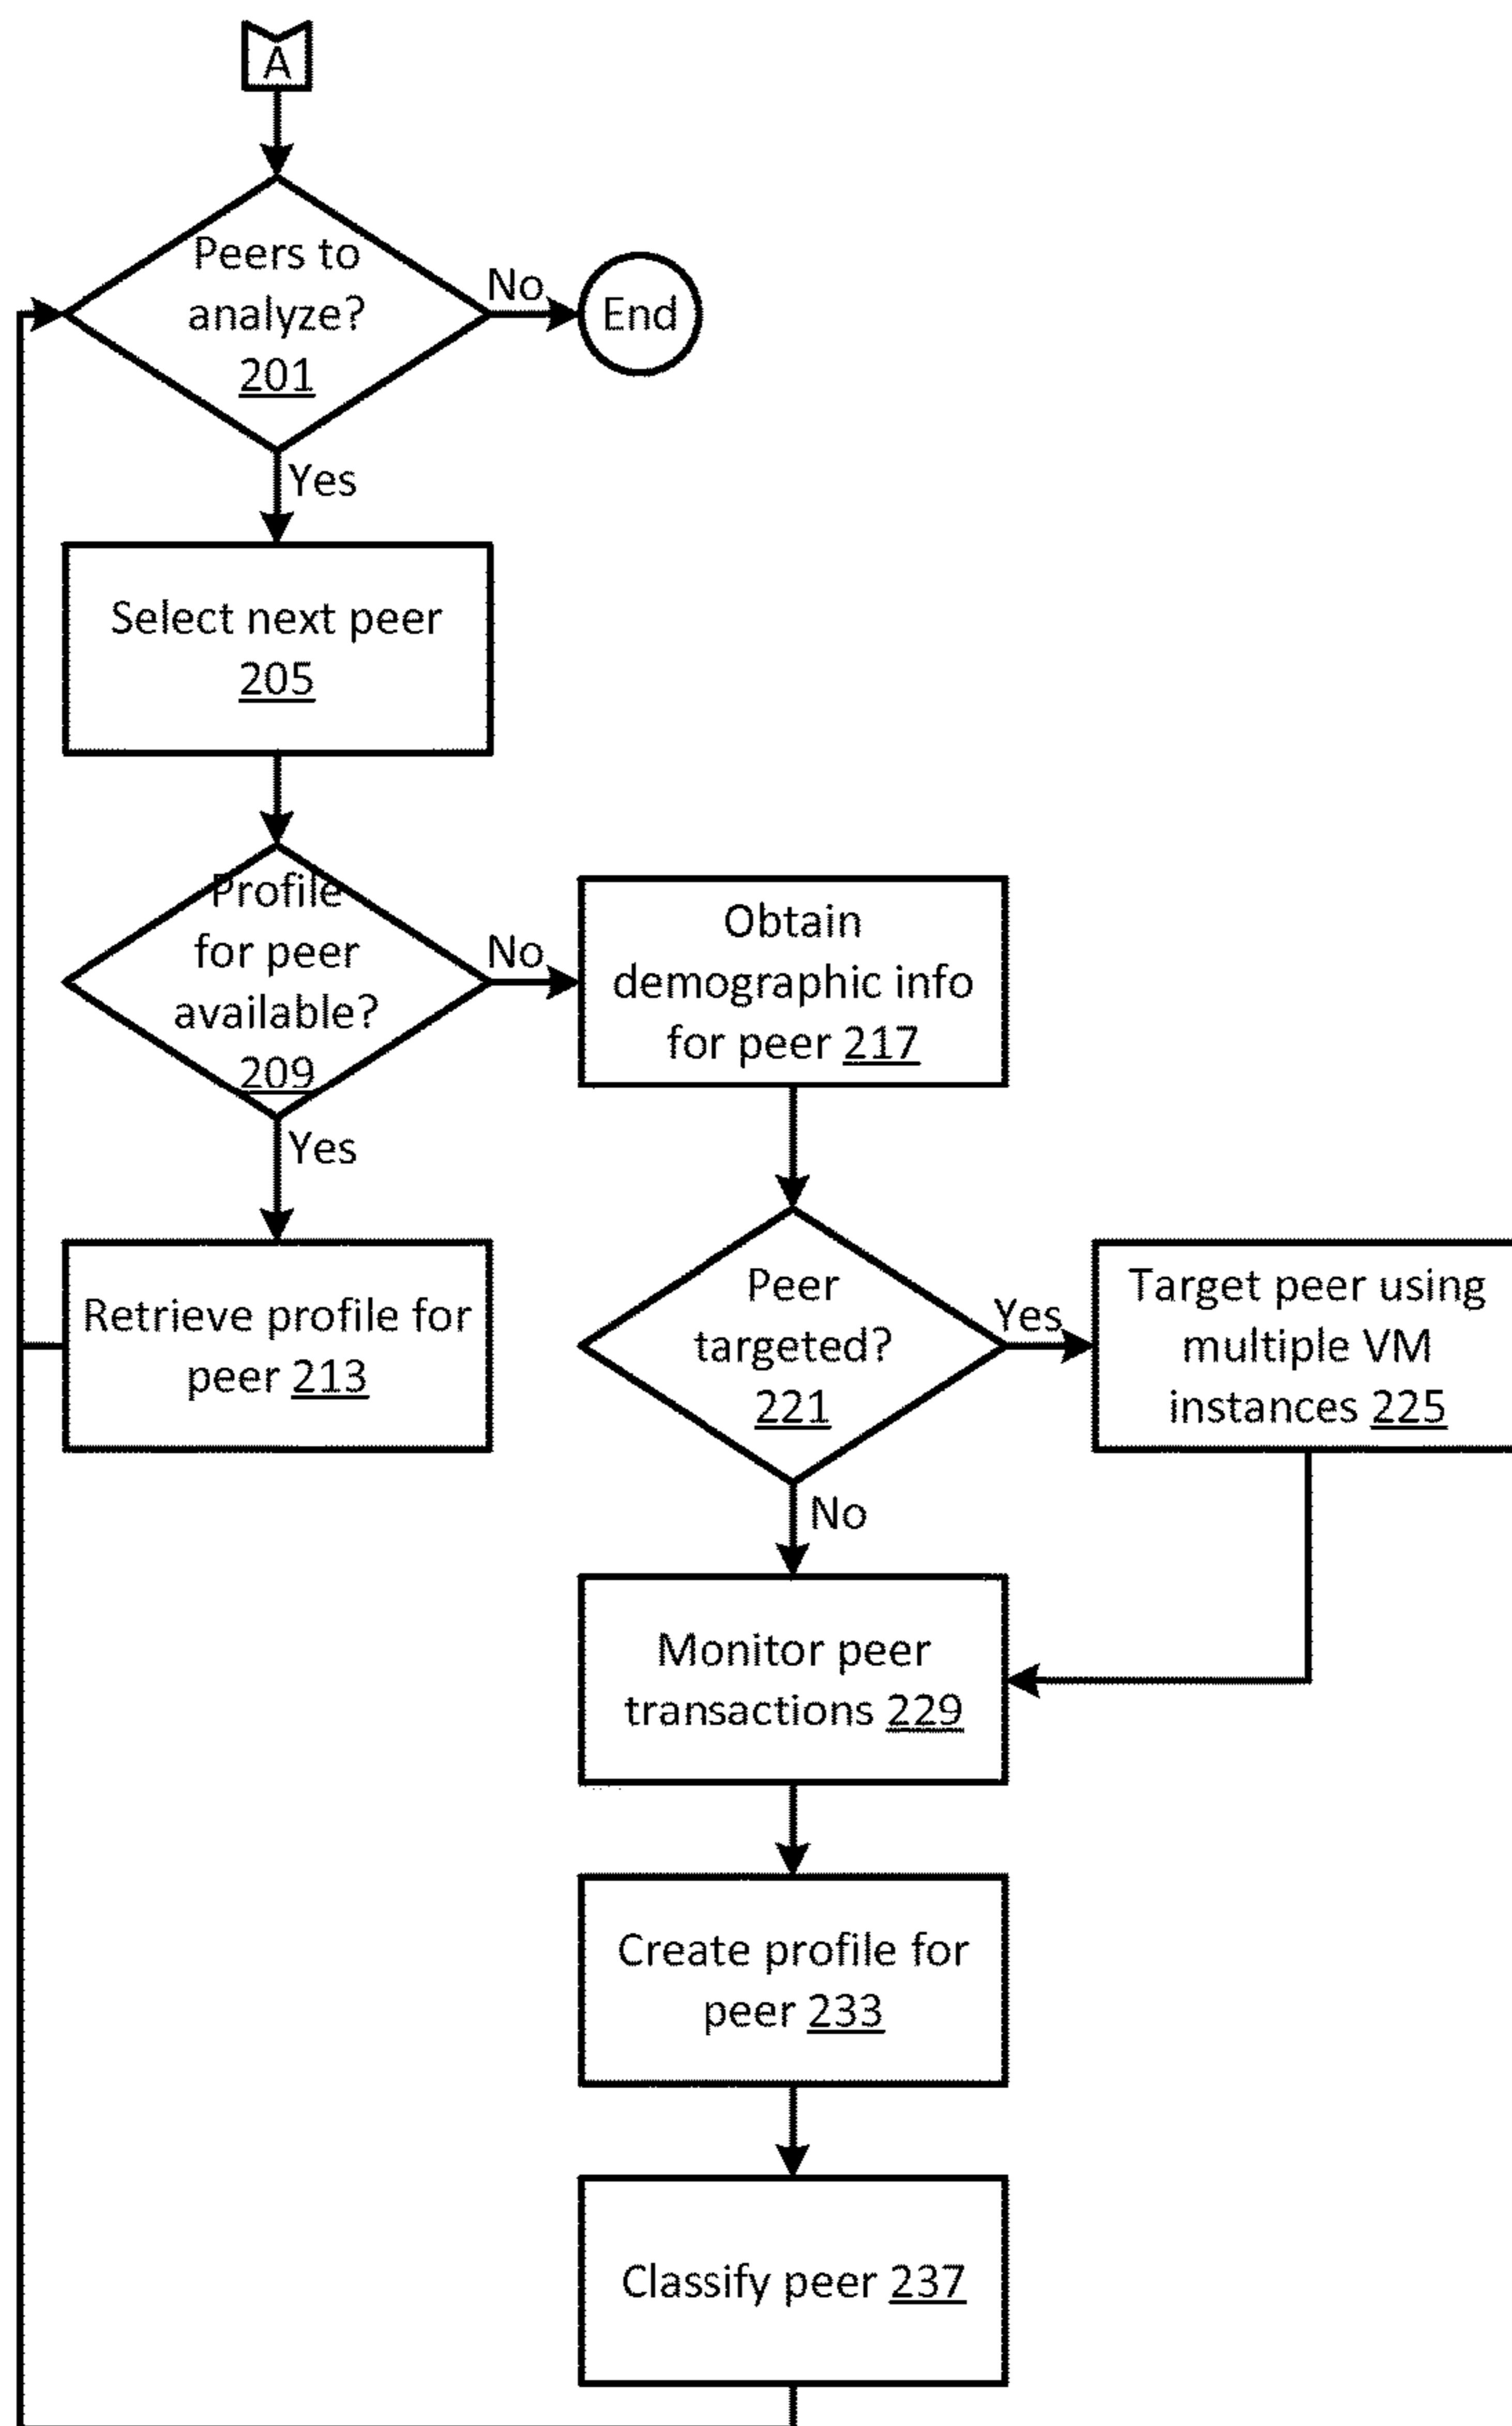 A
Peers to
analyze?
201
No
End
Yes
Select next peer
205
Profile
for peer
available?
209
No
Obtain
demographic info
for peer 217
Yes
Retrieve profile for
peer 213
Peer
targeted?
221
Yes
Target peer using
multiple VM
instances 225
No
Monitor peer
transactions 229
Create profile for
peer 233
Classify peer 237